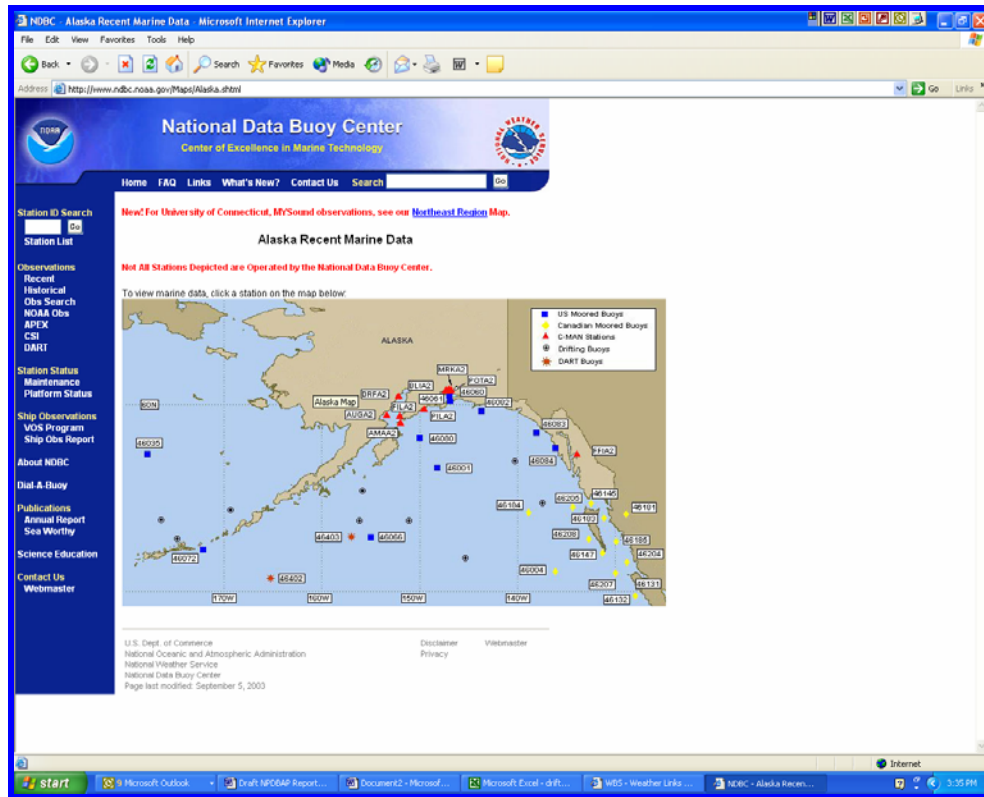 NDBC - Alaska Recent Marine Data - Microsoft Internet Explorer
File Edit View Favorites Tools Help
Back Search Favorites Media
Address http://www.ndbc.noaa.gov/Maps/Alaska.shtml Go Links
NOAA
National Data Buoy Center
Center of Excellence in Marine Technology
Home FAQ Links What's New? Contact Us Search Go
Station ID Search
Go
Station List
Observations
Recent
Historical
Obs Search
NOAA Obs
APEX
CSI
DART
Station Status
Maintenance
Platform Status
Ship Observations
VOS Program
Ship Obs Report
About NDBC
Dial-A-Buoy
Publications
Annual Report
Sea Worthy
Science Education
Contact Us
Webmaster
New! For University of Connecticut, MYSound observations, see our Northeast Region Map.
Alaska Recent Marine Data
Not All Stations Depicted are Operated by the National Data Buoy Center.
To view marine data, click a station on the map below:
US Moored Buoys
Canadian Moored Buoys
C-MAN Stations
Drifting Buoys
DART Buoys
ALASKA
MRKA2
BLIA2
POTA2
DRFA2
46061
46060
Alaska Map
FILA2
46082
60N
AUGA2
PILA2
AMAA2
46083
46035
46080
FFIA2
46001
46084
46184
46205
46145
46181
46183
46403
46066
46208
46185
46072
46147
46204
46004
46402
46207
46131
170W
160W
150W
140W
46132
U.S. Dept. of Commerce
National Oceanic and Atmospheric Administration
National Weather Service
National Data Buoy Center
Page last modified: September 5, 2003
Disclaimer
Privacy
Webmaster
Internet
start
9 Microsoft Outlook
Draft NPDBAP Report...
Document2 - Microsof...
Microsoft Excel - drift...
WDS - Weather Links ...
NDBC - Alaska Recen...
3:35 PM